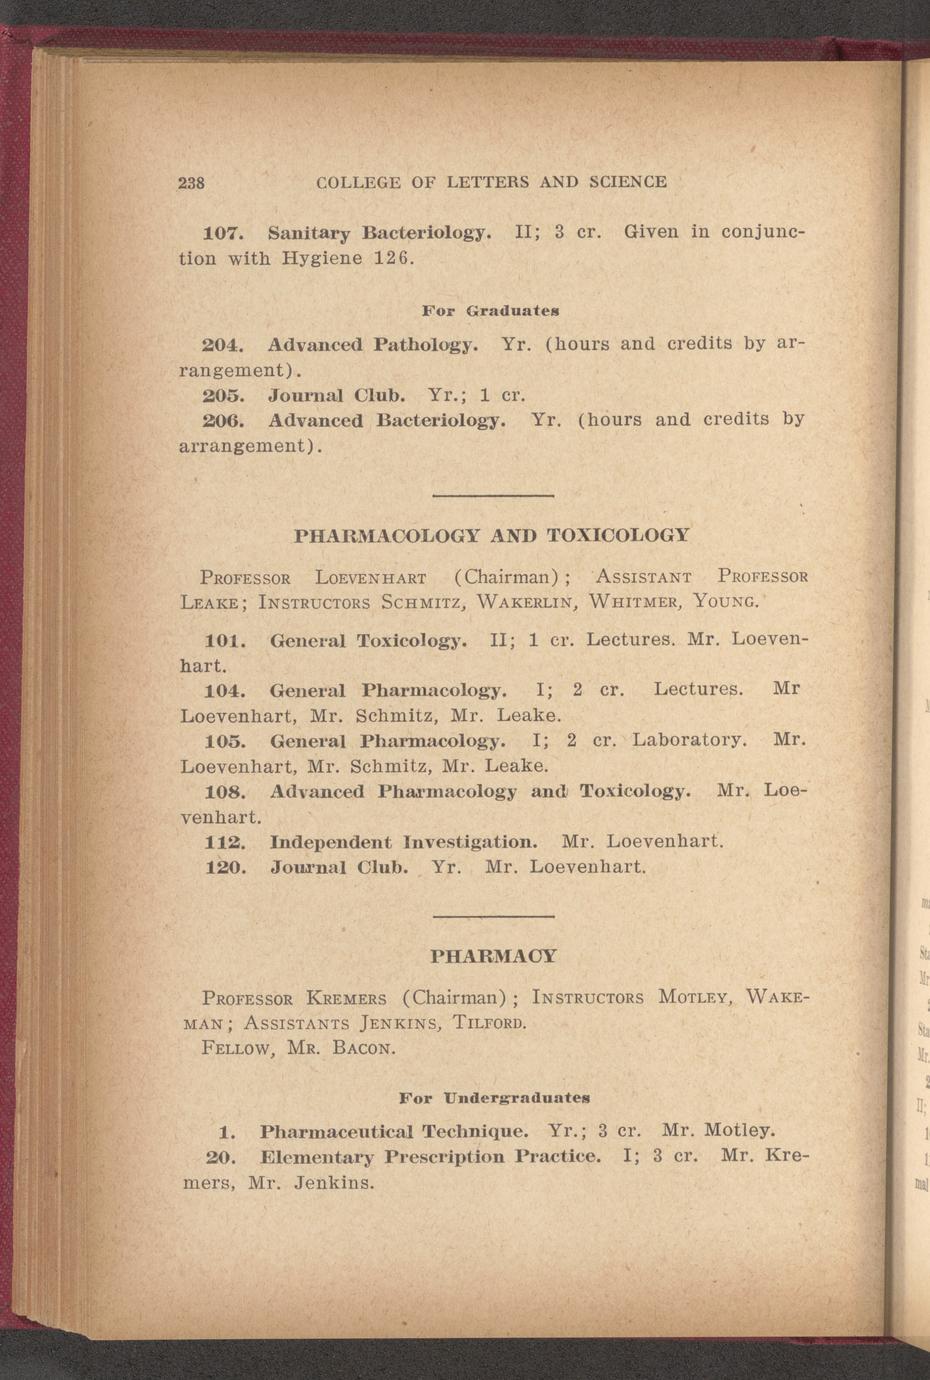 238 COLLEGE OF LETTERS AND SCIENCE
107. Sanitary Bacteriology. II; 3 cr. Given in conjunc-
tion with Hygiene 126.
For Graduates
204. Advanced Pathology. Yr. (hours and credits by ar-
rangement).
205. Journal Club. Yr.; 1 cr.
206. Advanced Bacteriology. Yr. (hours and credits by
arrangement).
PHARMACOLOGY AND TOXICOLOGY
PROFESSOR LOEVENHART (Chairman); ASSISTANT PROFESSOR
LEAKE; INSTRUCTORS SCHMITZ, WAKERLIN, WHITMER, YOUNG.
101. General Toxicology. II; 1 cr. Lectures. Mr. Loeven-
hart.
104. General Pharmacology. I; 2 cr. Lectures. Mr
Loevenhart, Mr. Schmitz, Mr. Leake.
105. General Pharmacology. I; 2 cr. Laboratory. Mr.
Loevenhart, Mr. Schmitz, Mr. Leake.
108. Advanced Pharmacology and Toxicology. Mr. Loe-
venhart.
112. Independent Investigation. Mr. Loevenhart.
120. Journal Club. Yr. Mr. Loevenhart.
PHARMACY
PROFESSOR KREMERS (Chairman); INSTRUCTORS MOTLEY, WAKE-
MAN; ASSISTANTS JENKINS, TILFORD.
FELLOW, MR. BACON.
For Undergraduates
1. Pharmaceutical Technique. Yr.; 3 cr. Mr. Motley.
20. Elementary Prescription Practice. I; 3 cr. Mr. Kre-
mers, Mr. Jenkins.